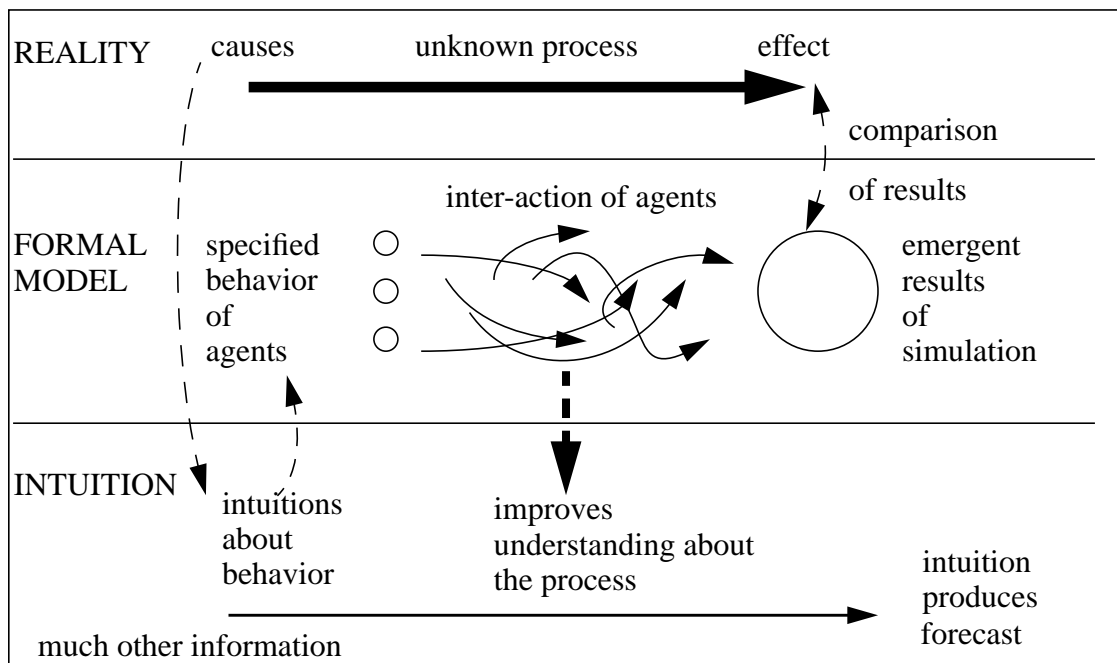 REALITY
causes
unknown process
effect
comparison
of results
inter-action of agents
FORMAL
MODEL
specified
behavior
of
agents
emergent
results
of
simulation
INTUITION
intuitions
about
behavior
improves
understanding about
the process
intuition
produces
forecast
much other information